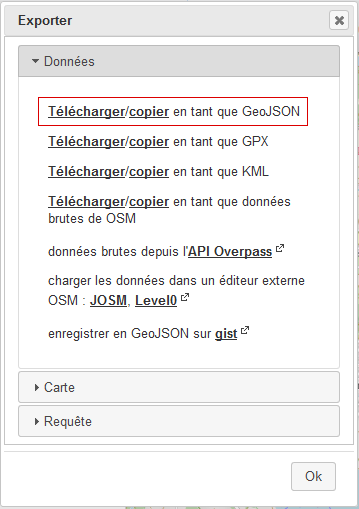 Exporter
Données
Télécharger/copier en tant que GeoJSON
Télécharger/copier en tant que GPX
Télécharger/copier en tant que KML
Télécharger/copier en tant que données
brutes de OSM
données brutes depuis l'API Overpass
charger les données dans un éditeur externe
OSM : JOSM, Level0
enregistrer en GeoJSON sur gist
Carte
Requête
Ok